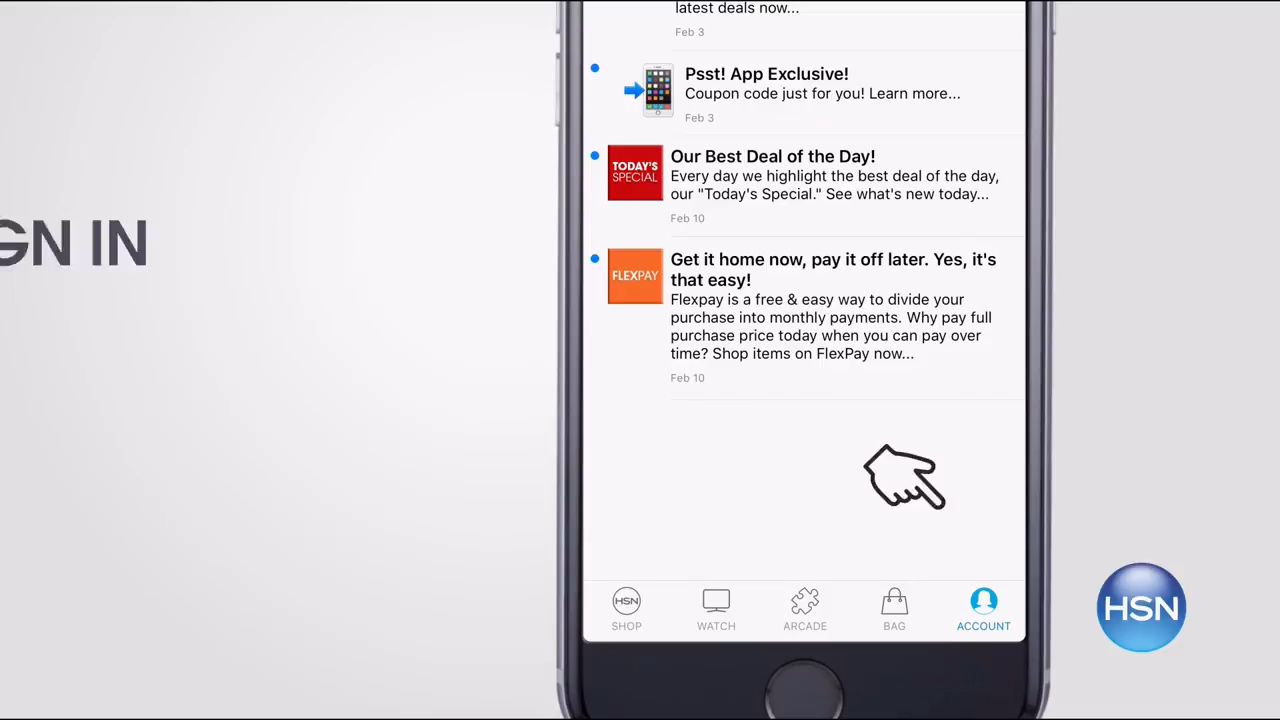 latest deals now...
Feb 3
Psst! App Exclusive!
Coupon code just for you! Learn more...
Feb 3
TODAY'S
SPECIAL
Our Best Deal of the Day!
Every day we highlight the best deal of the day,
our "Today's Special." See what's new today...
Feb 10
GN IN
FLEXPAY
Get it home now, pay it off later. Yes, it's
that easy!
Flexpay is a free & easy way to divide your
purchase into monthly payments. Why pay full
purchase price today when you can pay over
time? Shop items on FlexPay now...
Feb 10
HSN
SHOP
WATCH
ARCADE
BAG
ACCOUNT
HSN